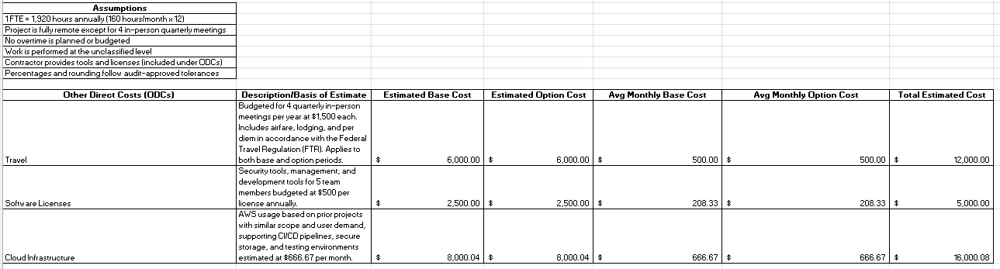 Assumptions
1 FTE = 1,920 hours annually (160 hours/month x 12)
Project is fully remote except for 4 in-person quarterly meetings
No overtime is planned or budgeted
Work is performed at the unclassified level
Contractor provides tools and licenses (included under ODCs)
Percentages and rounding follow audit-approved tolerances
Other Direct Costs (ODCs) Description/Basis of Estimate Estimated Base Cost Estimated Option Cost Avg Monthly Base Cost Avg Monthly Option Cost Total Estimated Cost
Budgeted for 4 quarterly in-person
meetings per year at $1,500 each.
Includes airfare, lodging, and per
diem in accordance with the Federal
Travel Regulation (FTR). Applies to
Travel both base and option periods. $ 6,000.00 $ 6,000.00 $ 500.00 $ 500.00 $ 12,000.00
Security tools, management, and
development tools for 5 team
members budgeted at $500 per
Software Licenses license annually. $ 2,500.00 $ 2,500.00 $ 208.33 $ 208.33 $ 5,000.00
AWS usage based on prior projects
with similar scope and user demand,
supporting CI/CD pipelines, secure
storage, and testing environments
Cloud Infrastructure estimated at $666.67 per month. $ 8,000.04 $ 8,000.04 $ 666.67 $ 666.67 $ 16,000.08